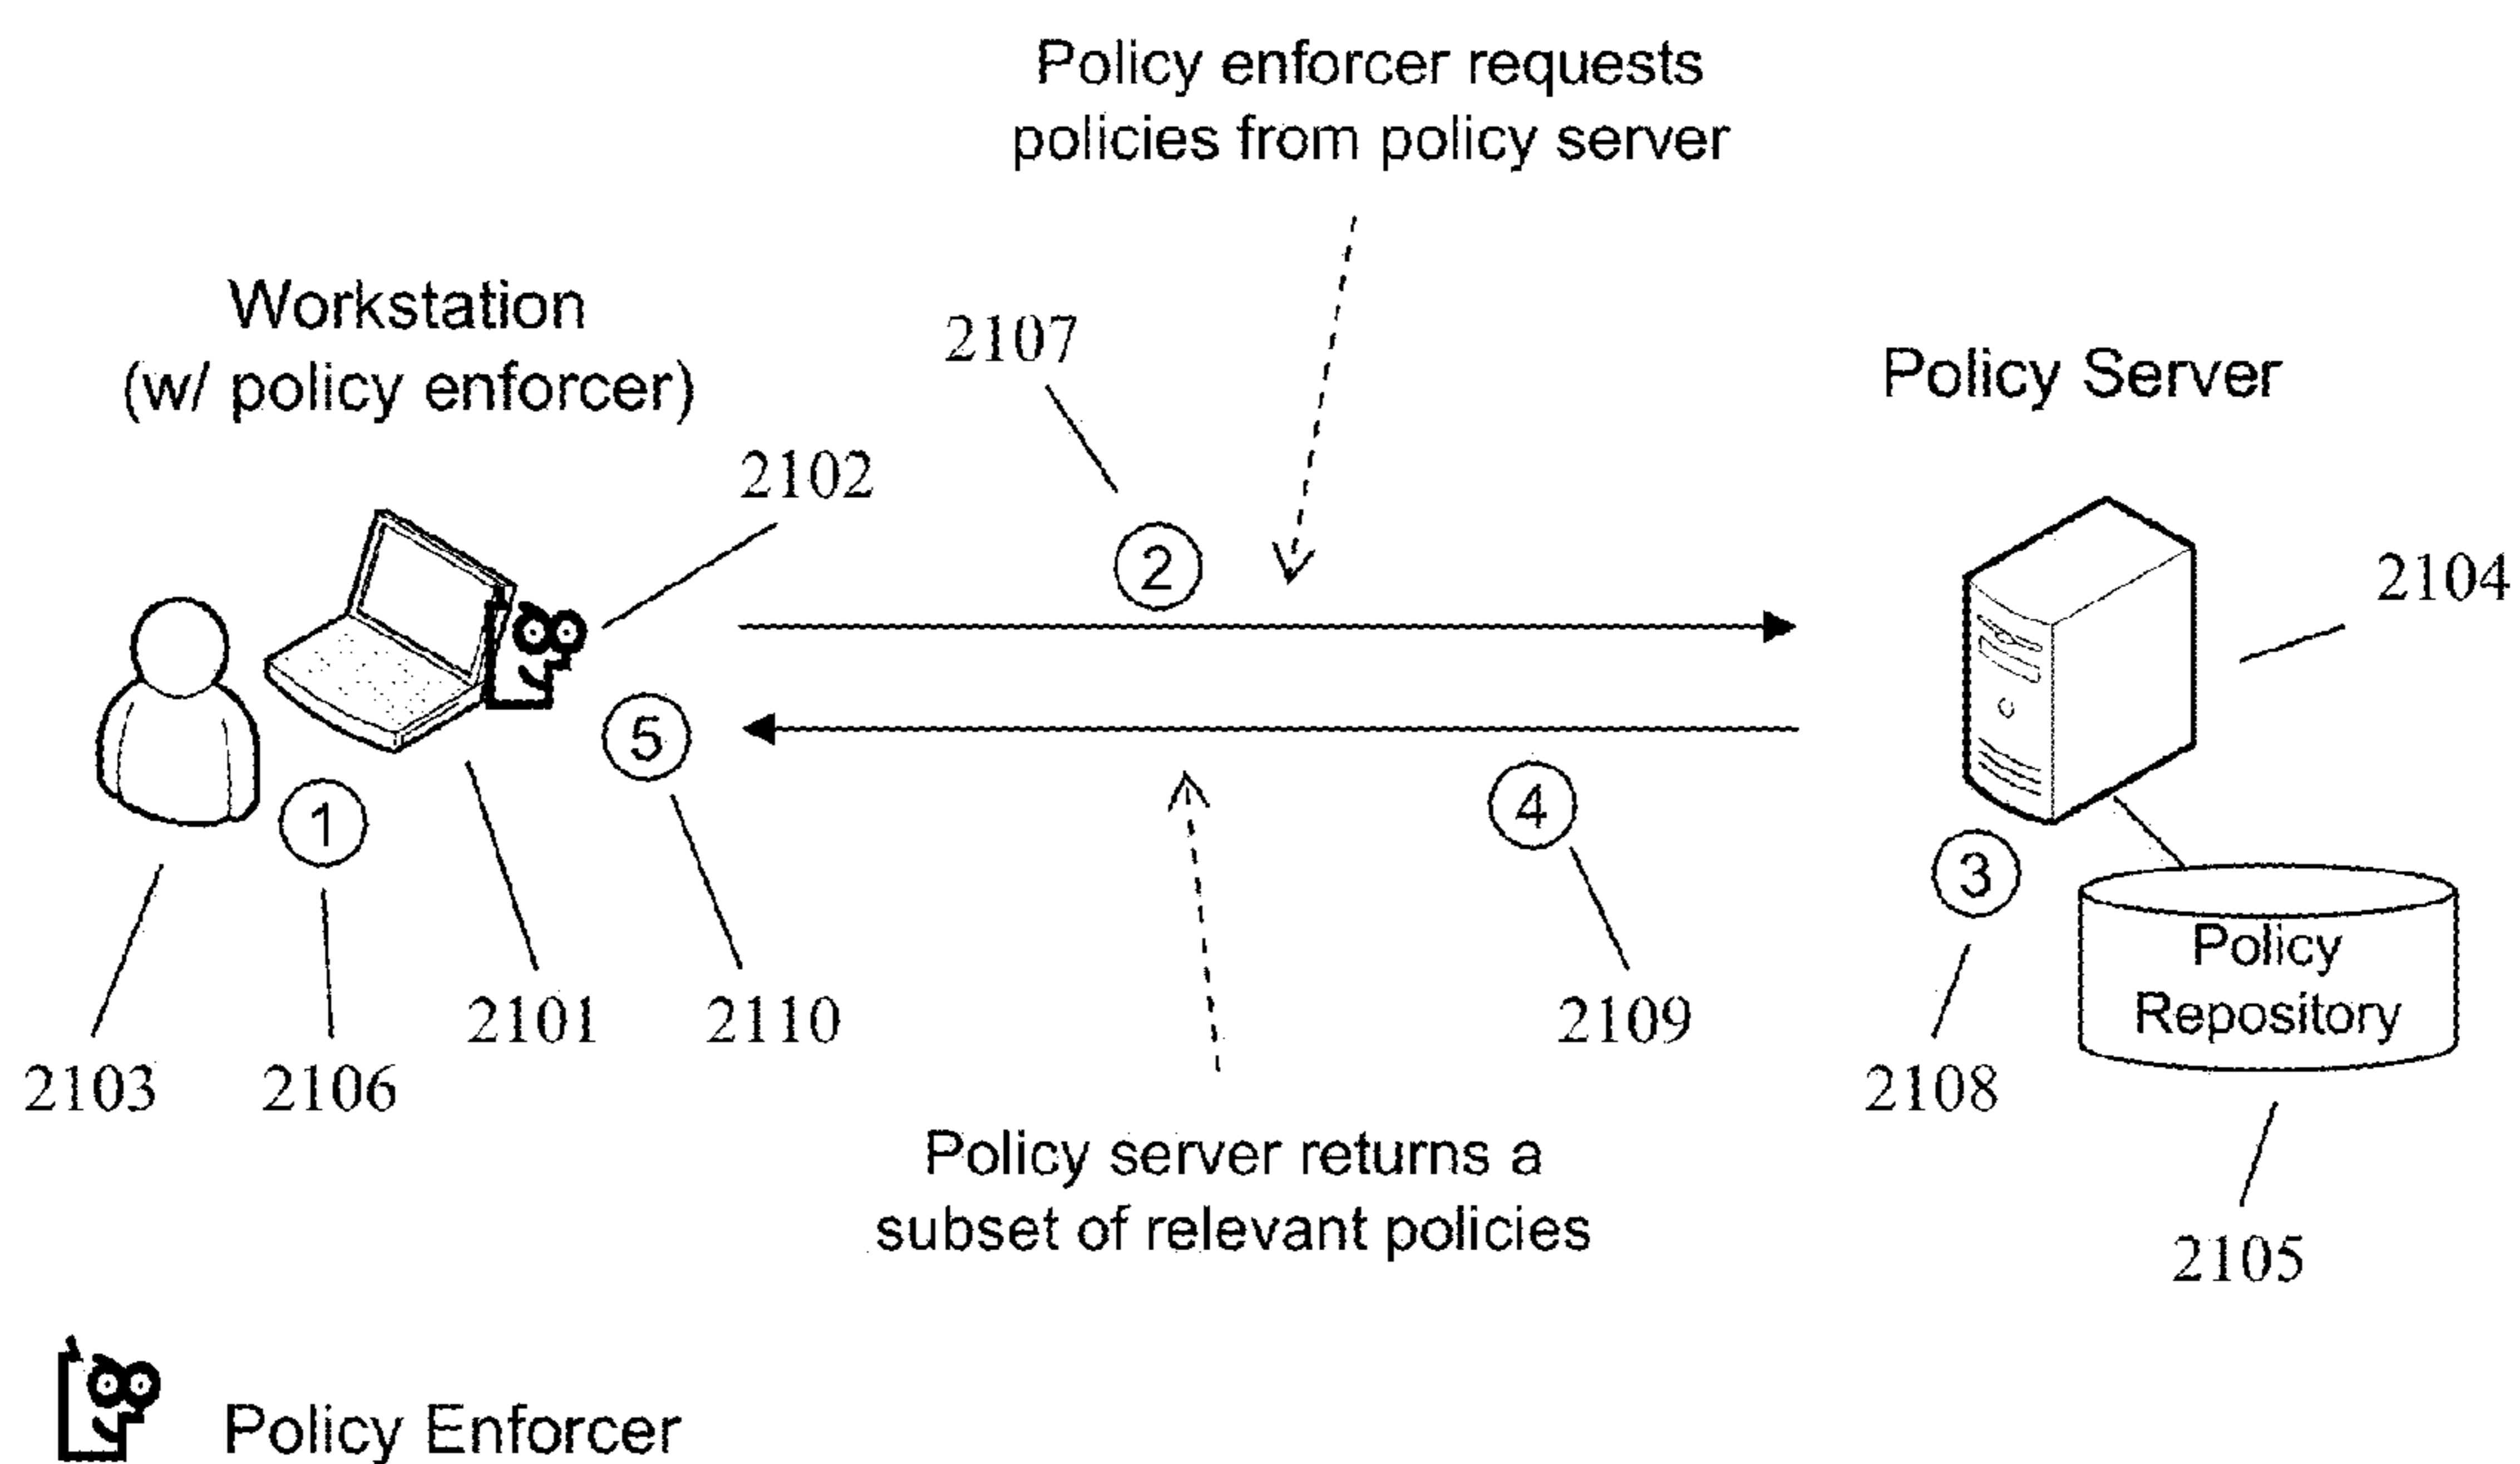 Policy enforcer requests
policies from policy server
Workstation
(w/ policy enforcer)
2107
Policy Server
2102
2
2104
5
4
1
3
Policy
Repository
2101
2110
2109
2103
2106
2108
Policy server returns a
subset of relevant policies
2105
Policy Enforcer